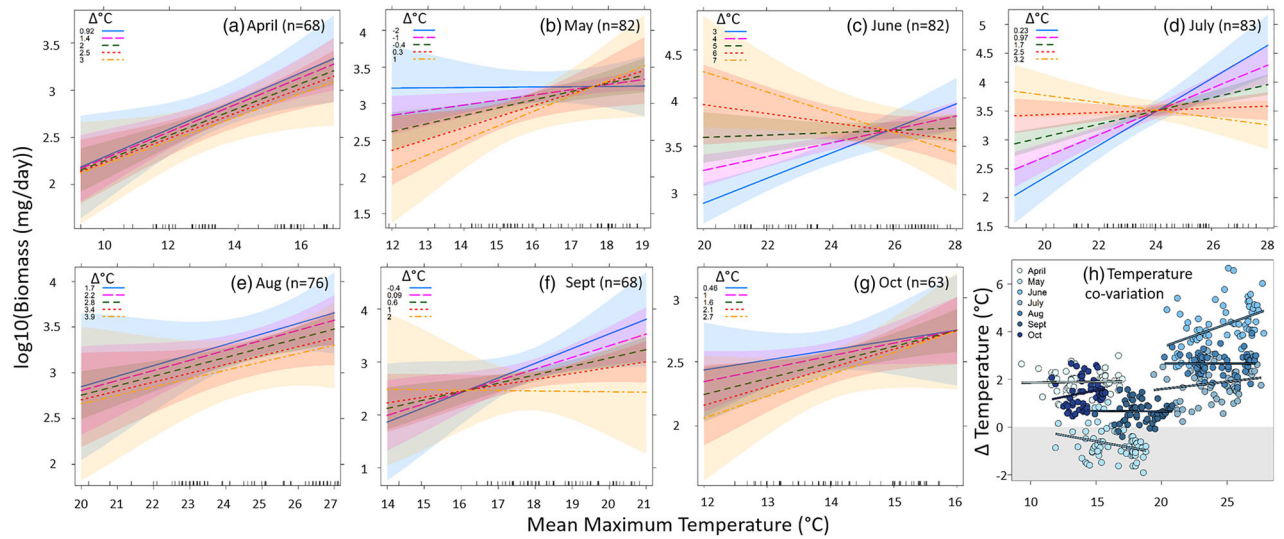 log10(Biomass (mg/day))
Mean Maximum Temperature (°C)
Δ°C
0.92
1.4
2
2.5
3
(a) April (n=68)
3.5
3
2.5
2
10 12 14 16
Δ°C
-2
-1
-0.4
0.3
1
(b) May (n=82)
4
3.5
3
2.5
2
1.5
12 13 14 15 16 17 18 19
Δ°C
3
4
5
6
7
(c) June (n=82)
4.5
4
3.5
3
20 22 24 26 28
Δ°C
0.23
0.97
1.7
2.5
3.2
(d) July (n=83)
5
4.5
4
3.5
3
2.5
2
1.5
20 22 24 26 28
Δ°C
1.7
2.2
2.8
3.4
3.9
(e) Aug (n=76)
4
3.5
3
2.5
2
20 21 22 23 24 25 26 27
Δ°C
-0.4
0.09
0.6
1
2
(f) Sept (n=68)
4
3
2
1
14 15 16 17 18 19 20 21
Δ°C
0.46
1
1.6
2.1
2.7
(g) Oct (n=63)
3
2.5
2
12 13 14 15 16
April
May
June
July
Aug
Sept
Oct
(h) Temperature
co-variation
Δ Temperature (°C)
6
4
2
0
-2
10 15 20 25